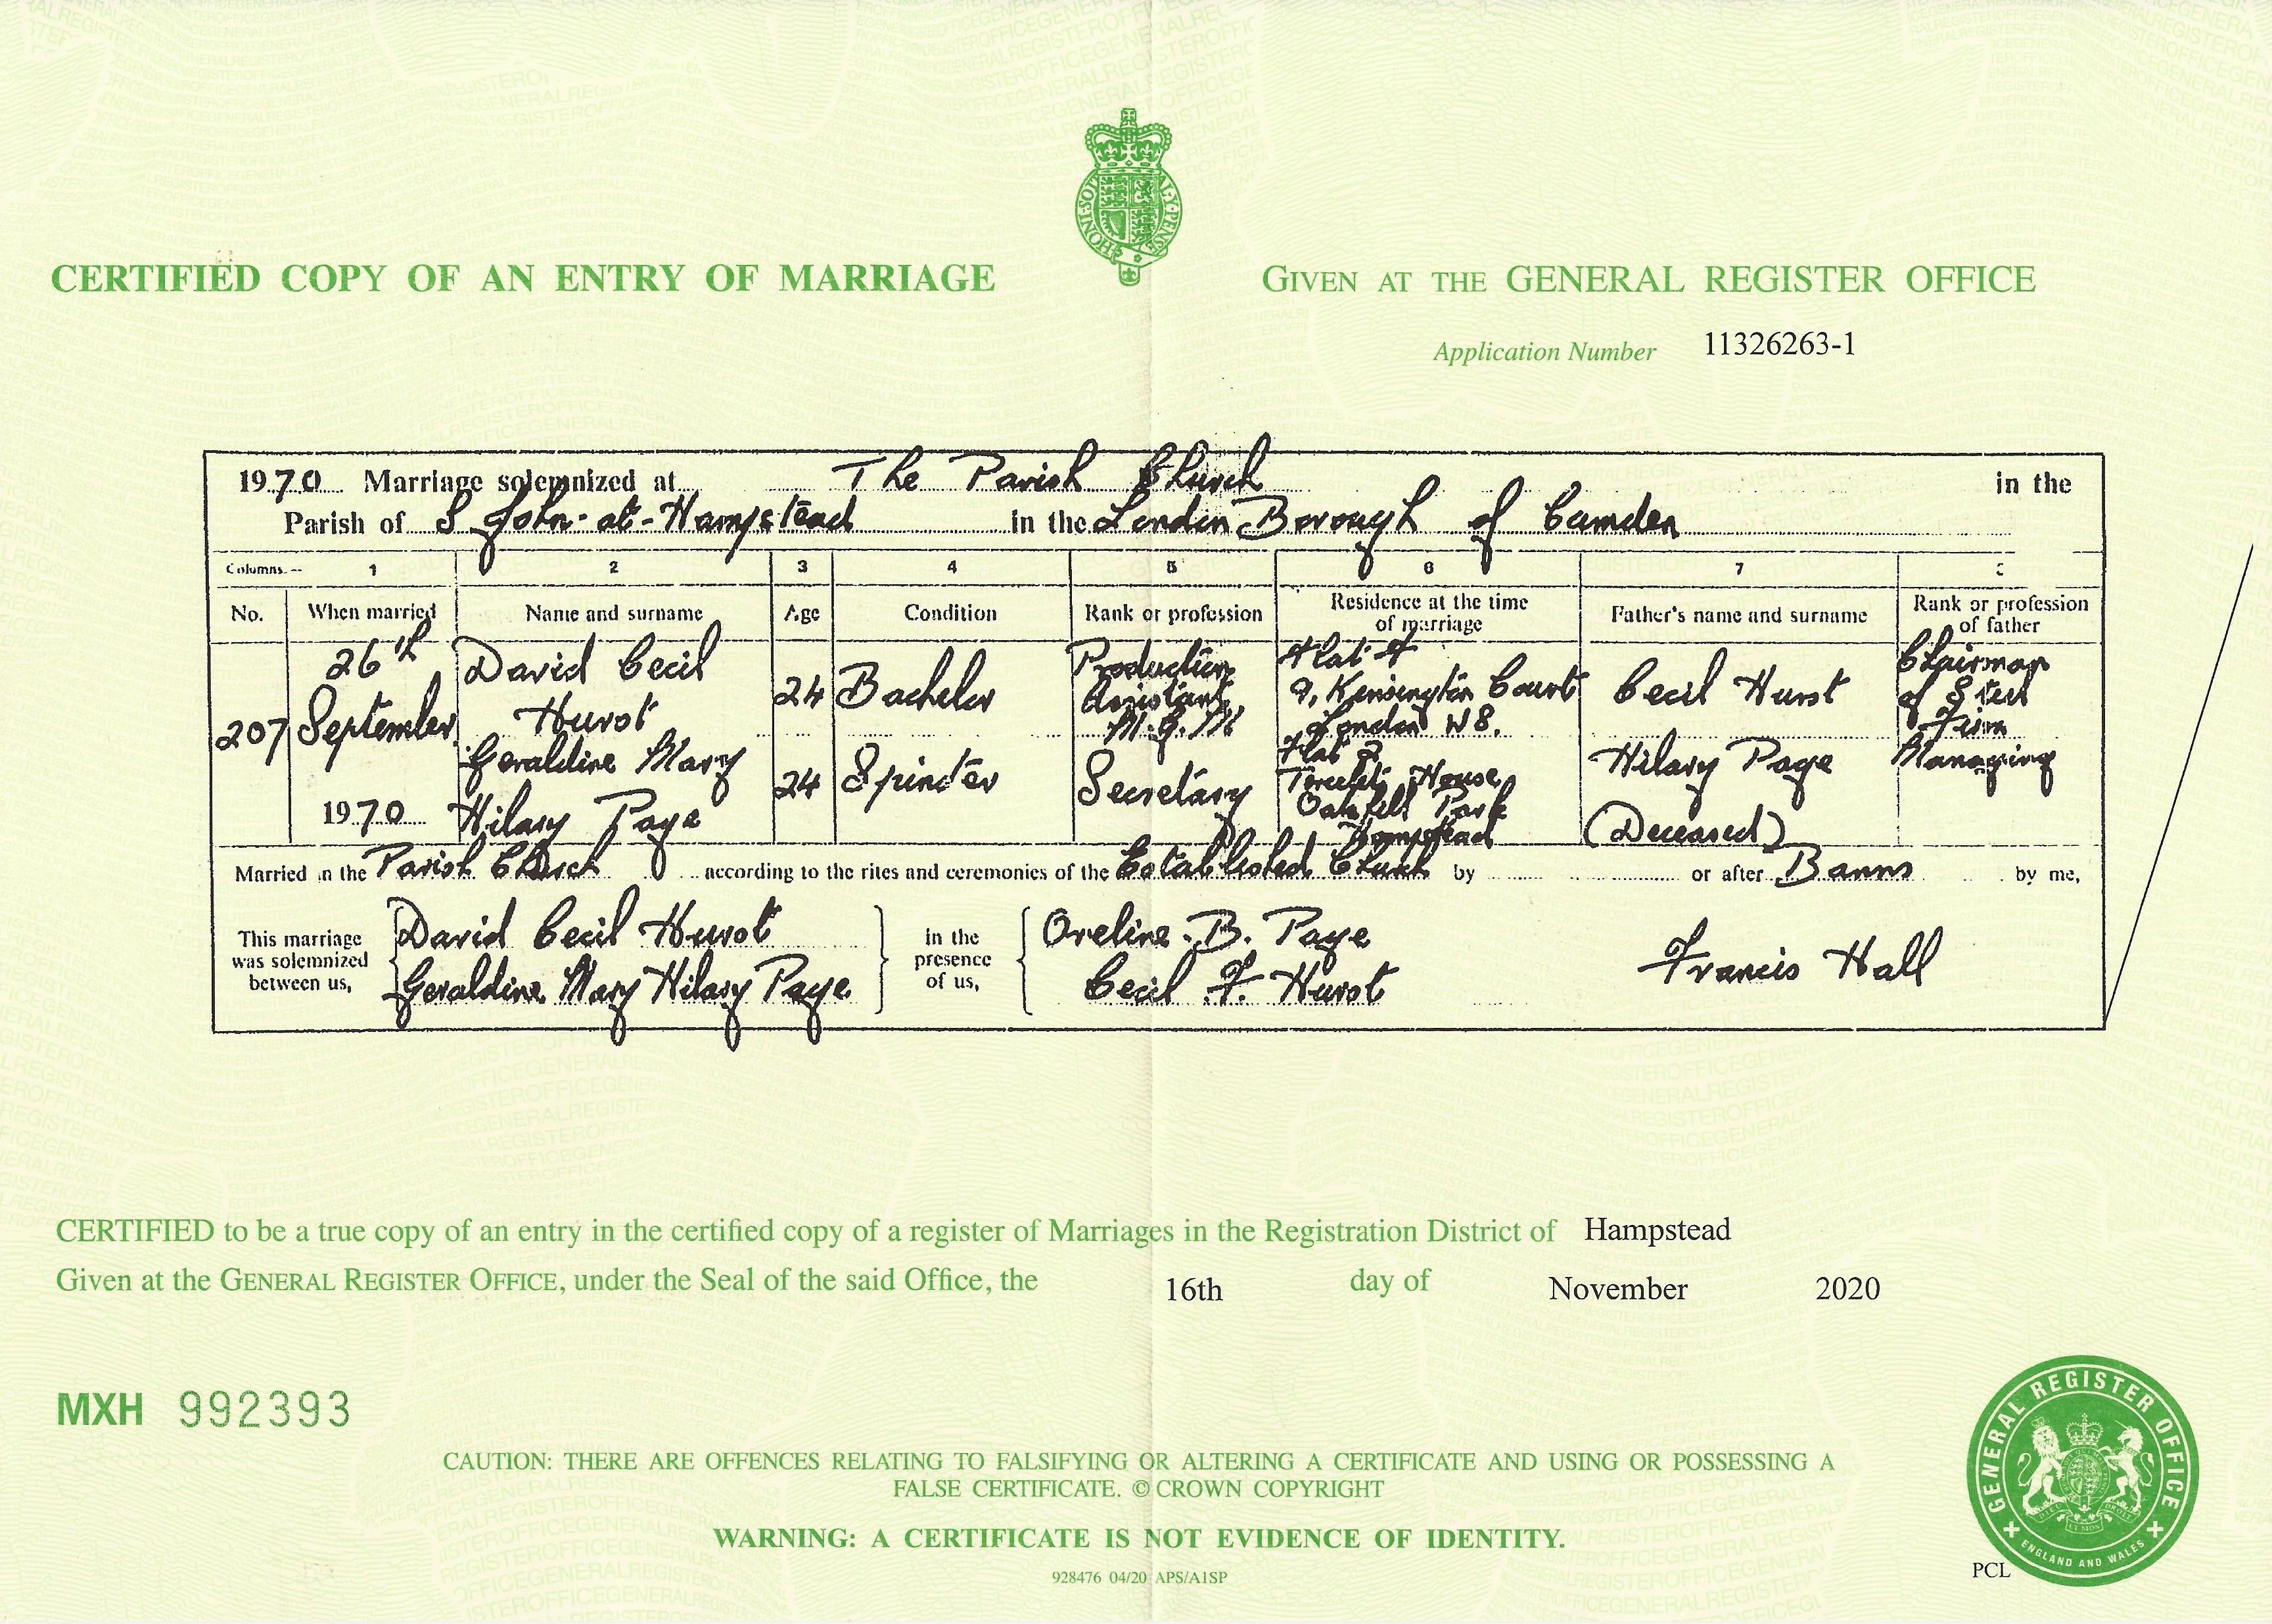 CERTIFIED COPY OF AN ENTRY OF MARRIAGE
GIVEN AT THE GENERAL REGISTER OFFICE
Application Number 11326263-1
1970 Marriage solemnized at The Parish Church in the
Parish of S John-at-Hampstead in the London Borough of Camden
Columns:- 1 2 3 4 5 6 7
No. When married Name and surname Age Condition Rank or profession Residence at the time of marriage Father's name and surname Rank or profession of father
207 26th September 1970
David Cecil Hurst 24 Bachelor Production Assistant M.G.M Flat 9, Kensington Court London W8. Cecil Hurst Chairman of Steel Firm
Geraldine Mary Hilary Page 24 Spinster Secretary Flat 2 House Oakhill Park Hampstead Hilary Page (Deceased) Managing
Married in the Parish Church according to the rites and ceremonies of the Established Church by or after Banns by me,
This marriage was solemnized between us,
David Cecil Hurst
Geraldine Mary Hilary Page
in the presence of us,
Oreline. B. Page
Cecil F. Hurst
Francis Hall
CERTIFIED to be a true copy of an entry in the certified copy of a register of Marriages in the Registration District of Hampstead
Given at the GENERAL REGISTER OFFICE, under the Seal of the said Office, the 16th day of November 2020
MXH 992393
CAUTION: THERE ARE OFFENCES RELATING TO FALSIFYING OR ALTERING A CERTIFICATE AND USING OR POSSESSING A
FALSE CERTIFICATE. © CROWN COPYRIGHT
WARNING: A CERTIFICATE IS NOT EVIDENCE OF IDENTITY.
928476 04/20 APS/A1SP
PCL
GENERAL REGISTER OFFICE
ENGLAND AND WALES